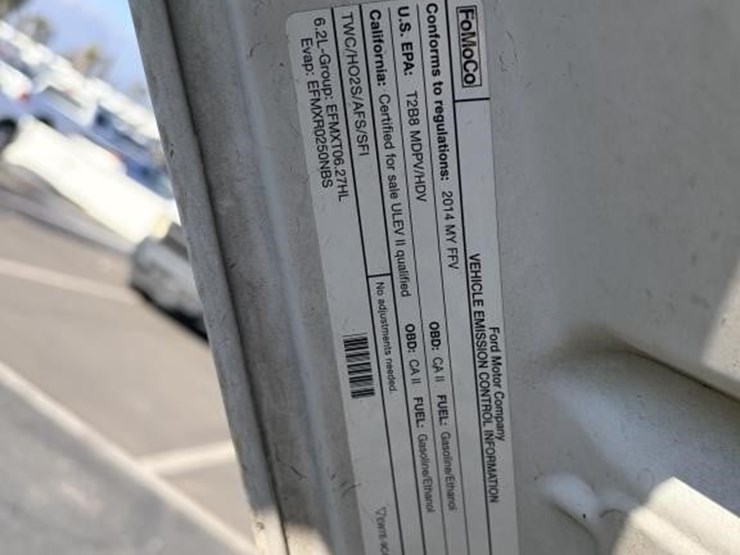 FoMoCo
Ford Motor Company
VEHICLE EMISSION CONTROL INFORMATION
Conforms to regulations: 2014 MY FFV OBD: CA II FUEL: Gasoline/Ethanol
U.S. EPA: T2B8 MDPV/HDV OBD: CA II FUEL: Gasoline/Ethanol
California: Certified for sale ULEV II qualified
No adjustments needed.
TWC/HO2S/AFS/SFI
6.2L-Group: EFMXT06.27HL
Evap: EFMXR0250NBS